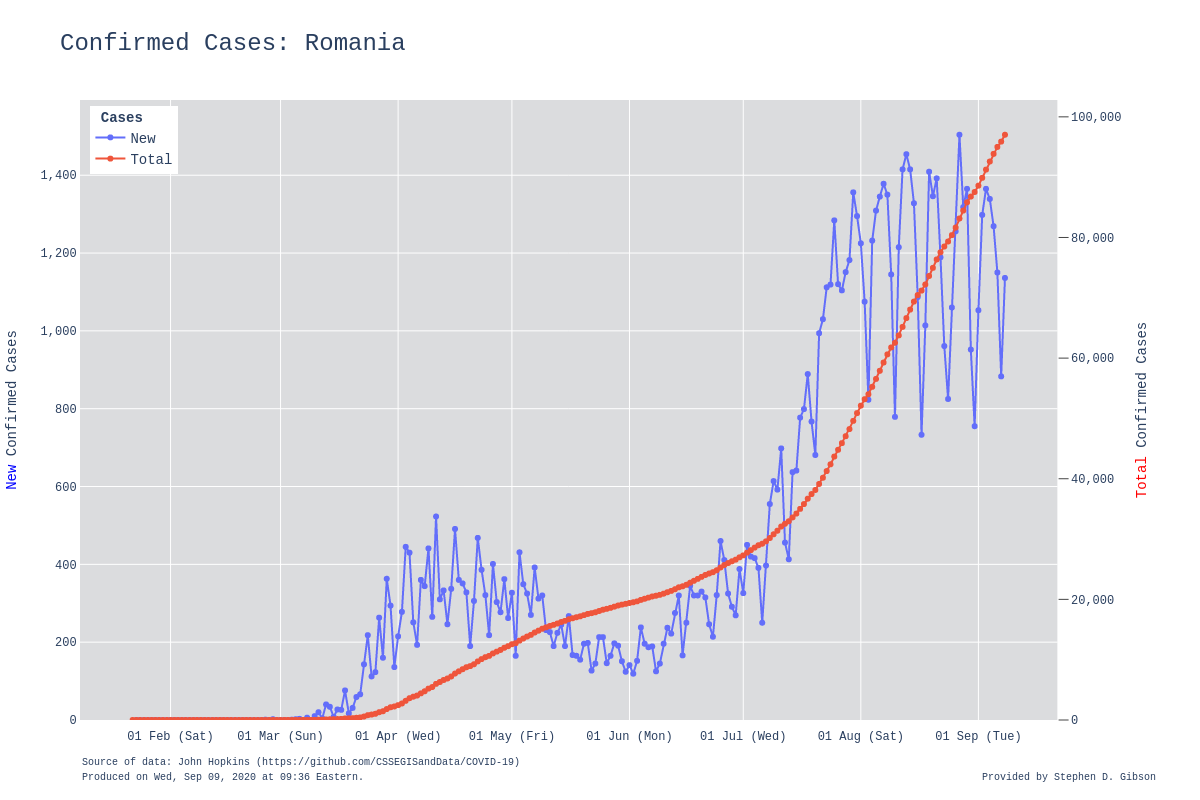 Confirmed Cases: Romania
Cases
New
Total
1,400
1,200
1,000
800
600
400
200
0
New Confirmed Cases
100,000
80,000
60,000
40,000
20,000
0
Total Confirmed Cases
01 Feb (Sat) 01 Mar (Sun) 01 Apr (Wed) 01 May (Fri) 01 Jun (Mon) 01 Jul (Wed) 01 Aug (Sat) 01 Sep (Tue)
Source of data: John Hopkins (https://github.com/CSSEGISandData/COVID-19)
Produced on Wed, Sep 09, 2020 at 09:36 Eastern.
Provided by Stephen D. Gibson